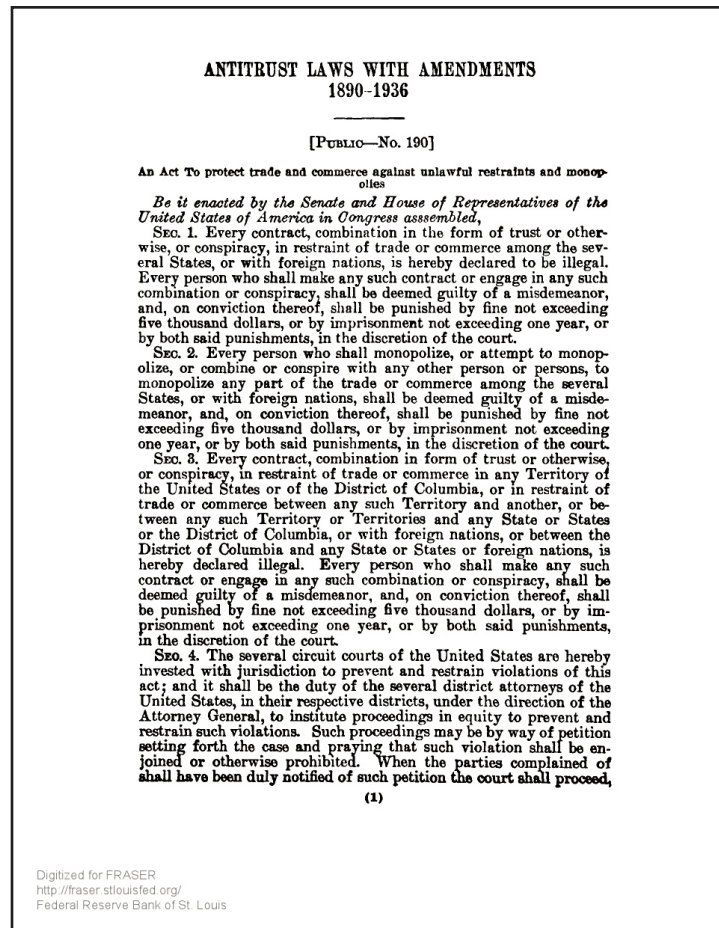 ANTITRUST LAWS WITH AMENDMENTS
1890-1936
[PUBLIC—No. 190]
An Act To protect trade and commerce against unlawful restraints and monop-
olies
Be it enacted by the Senate and House of Representatives of the
United States of America in Congress asssembled,
SEC. 1. Every contract, combination in the form of trust or other-
wise, or conspiracy, in restraint of trade or commerce among the sev-
eral States, or with foreign nations, is hereby declared to be illegal.
Every person who shall make any such contract or engage in any such
combination or conspiracy, shall be deemed guilty of a misdemeanor,
and, on conviction thereof, shall be punished by fine not exceeding
five thousand dollars, or by imprisonment not exceeding one year, or
by both said punishments, in the discretion of the court.
SEC. 2. Every person who shall monopolize, or attempt to monop-
olize, or combine or conspire with any other person or persons, to
monopolize any part of the trade or commerce among the several
States, or with foreign nations, shall be deemed guilty of a misde-
meanor, and, on conviction thereof, shall be punished by fine not
exceeding five thousand dollars, or by imprisonment not exceeding
one year, or by both said punishments, in the discretion of the court.
SEC. 3. Every contract, combination in form of trust or otherwise,
or conspiracy, in restraint of trade or commerce in any Territory of
the United States or of the District of Columbia, or in restraint of
trade or commerce between any such Territory and another, or be-
tween any such Territory or Territories and any State or States
or the District of Columbia, or with foreign nations, or between the
District of Columbia and any State or States or foreign nations, is
hereby declared illegal. Every person who shall make any such
contract or engage in any such combination or conspiracy, shall be
deemed guilty of a misdemeanor, and, on conviction thereof, shall
be punished by fine not exceeding five thousand dollars, or by im-
prisonment not exceeding one year, or by both said punishments,
in the discretion of the court.
SEC. 4. The several circuit courts of the United States are hereby
invested with jurisdiction to prevent and restrain violations of this
act; and it shall be the duty of the several district attorneys of the
United States, in their respective districts, under the direction of the
Attorney General, to institute proceedings in equity to prevent and
restrain such violations. Such proceedings may be by way of petition
setting forth the case and praying that such violation shall be en-
joined or otherwise prohibited. When the parties complained of
shall have been duly notified of such petition the court shall proceed,
(1)
Digitized for FRASER
http://fraser.stlouisfed.org/
Federal Reserve Bank of St. Louis